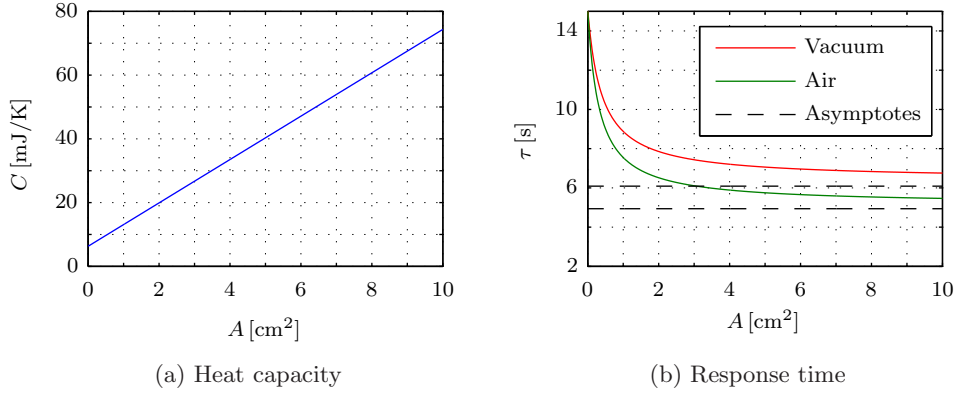 80
60
40
20
0
C [mJ/K]
0 2 4 6 8 10
A [cm²]
(a) Heat capacity
14
10
6
2
τ [s]
Vacuum
Air
Asymptotes
0 2 4 6 8 10
A [cm²]
(b) Response time